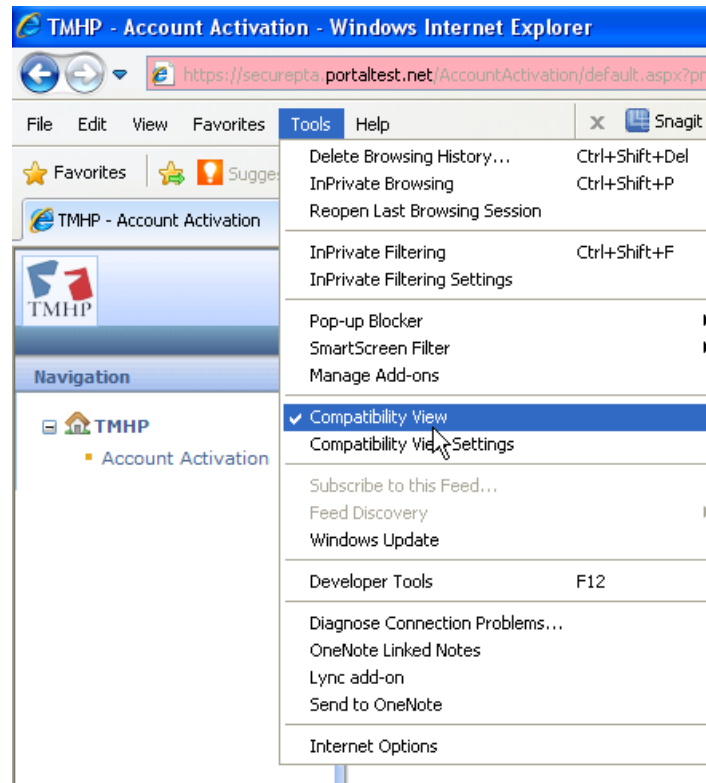 TMHP - Account Activation - Windows Internet Explorer
https://securepta.portaltest.net/AccountActivation/default.aspx?pr
File Edit View Favorites Tools Help x Snagit
Favorites Sugge
TMHP - Account Activation
Delete Browsing History... Ctrl+Shift+Del
InPrivate Browsing Ctrl+Shift+P
Reopen Last Browsing Session
InPrivate Filtering Ctrl+Shift+F
InPrivate Filtering Settings
Pop-up Blocker
SmartScreen Filter
Manage Add-ons
Compatibility View
Compatibility View Settings
Subscribe to this Feed...
Feed Discovery
Windows Update
Developer Tools F12
Diagnose Connection Problems...
OneNote Linked Notes
Lync add-on
Send to OneNote
Internet Options
TMHP
Navigation
TMHP
Account Activation